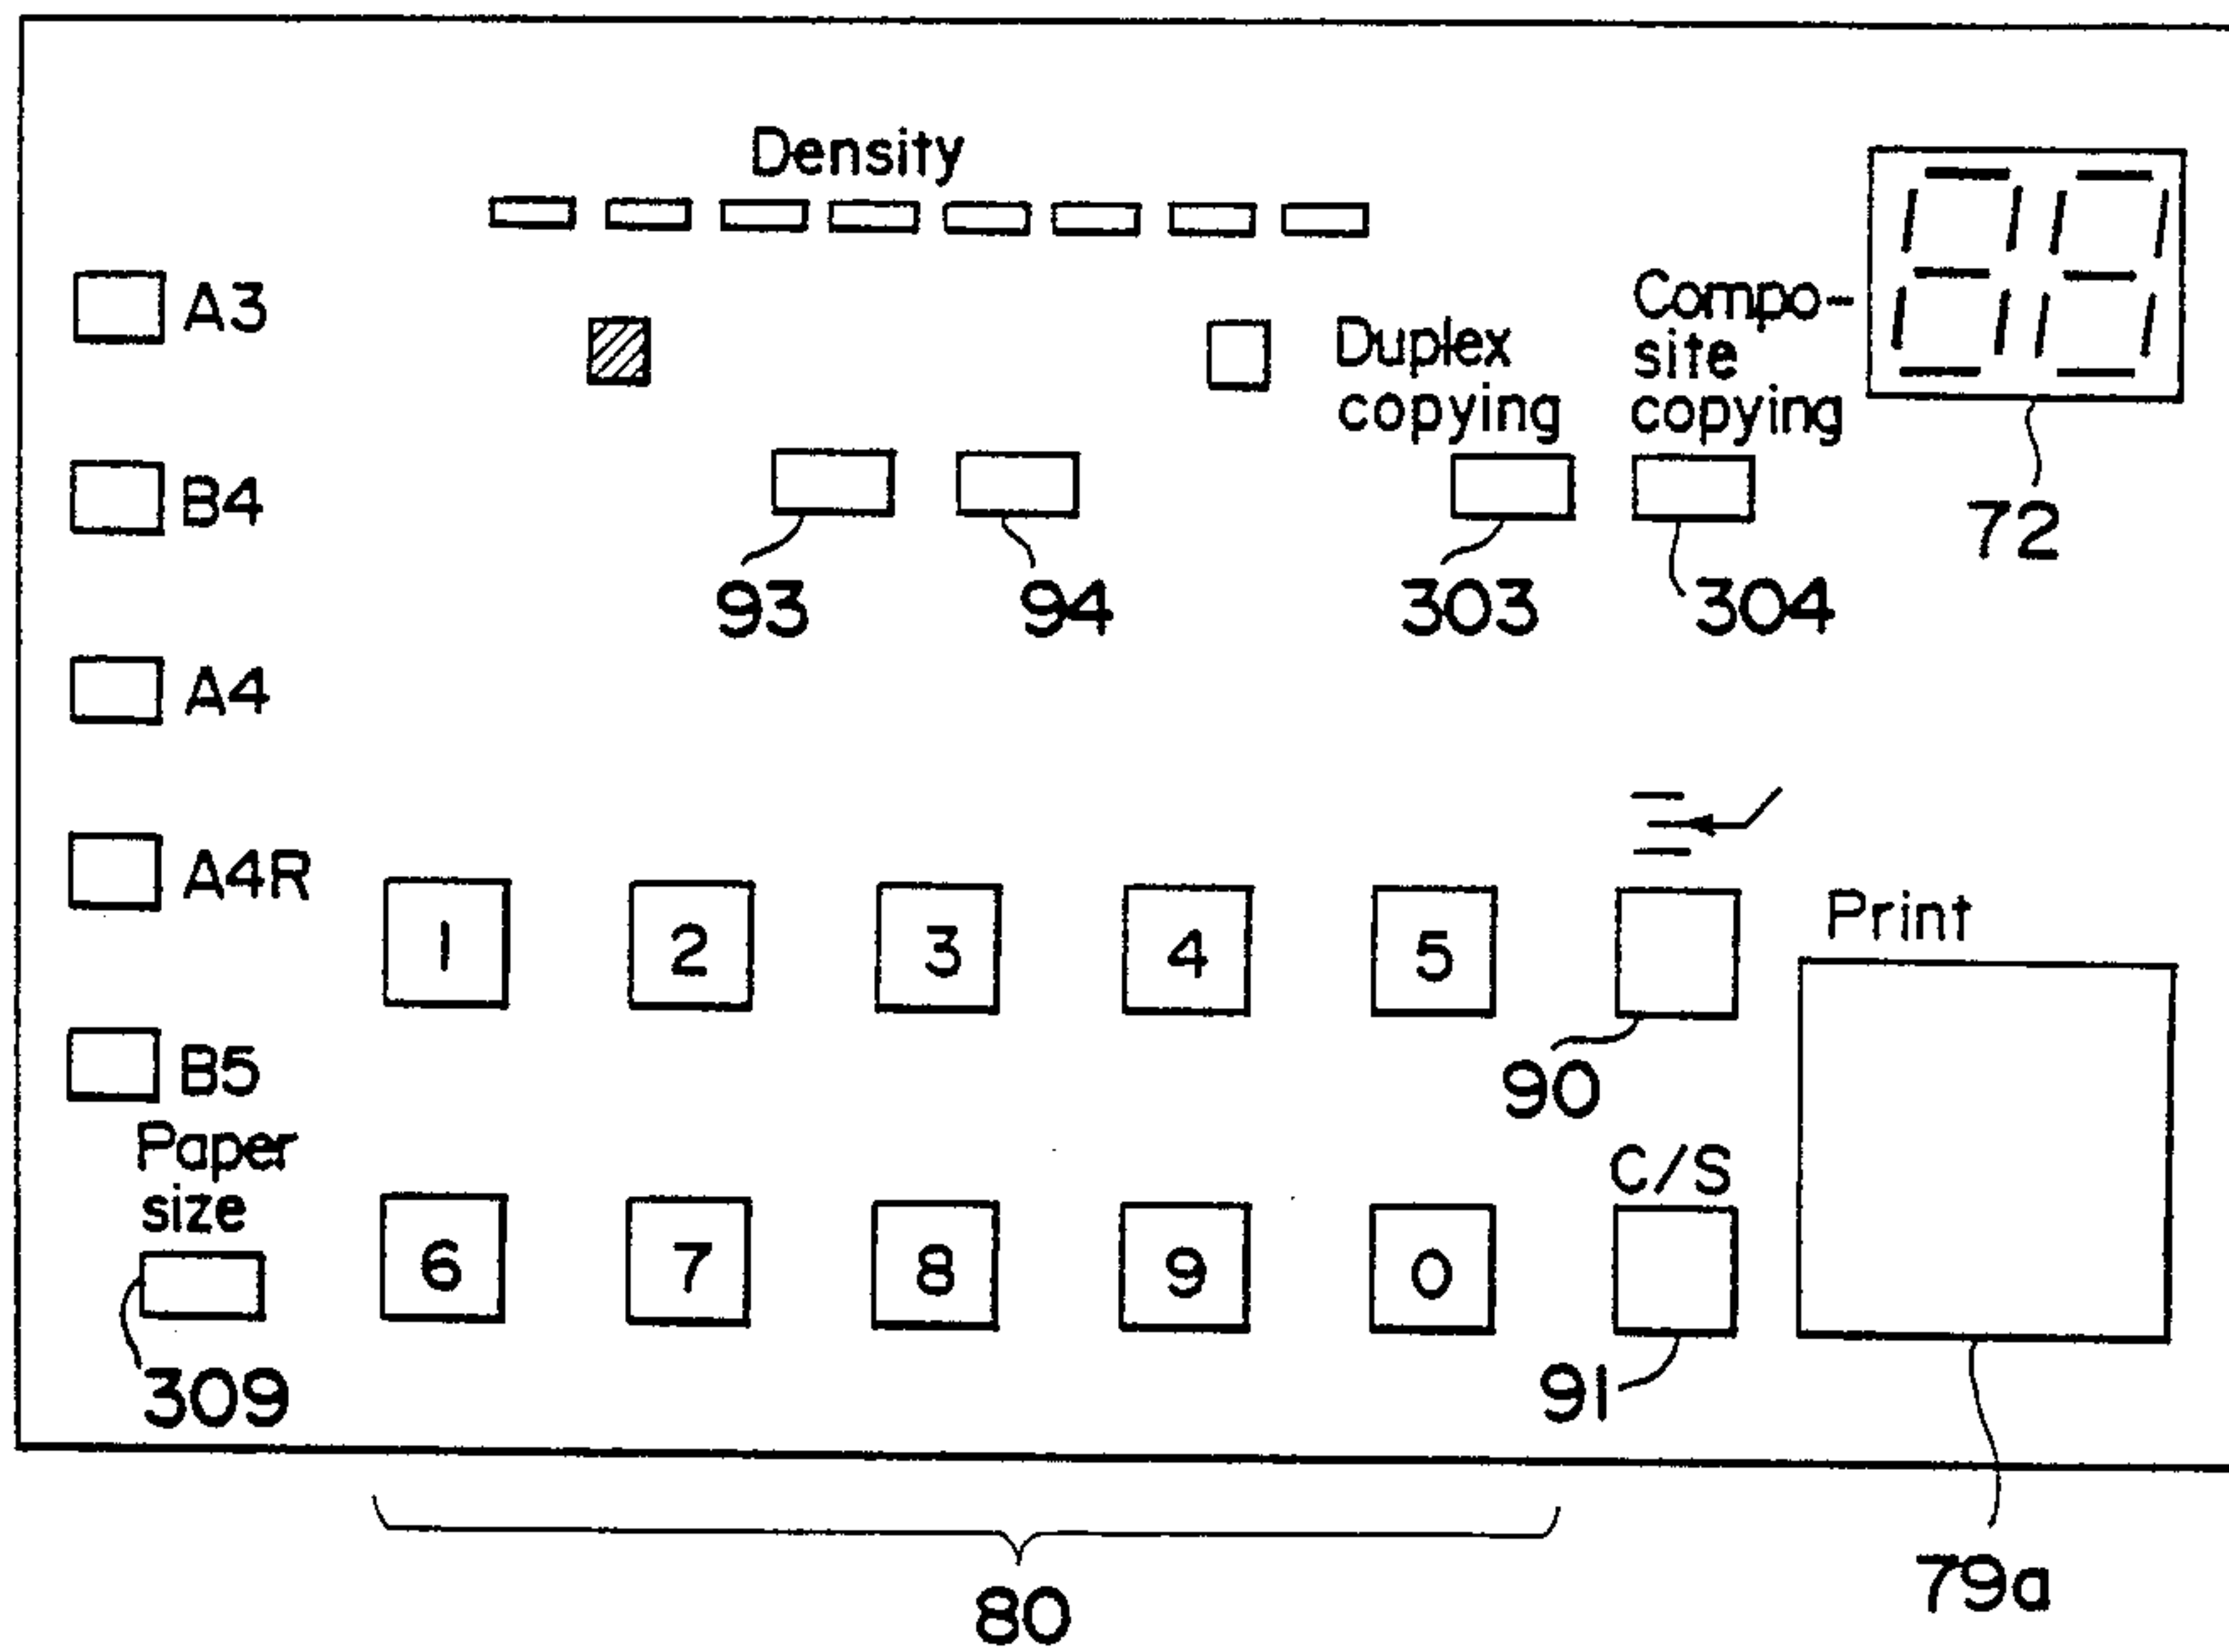 Density
A3
Duplex
copying
Compo-
site
copying
72
B4
93
94
303
304
A4
A4R
1
2
3
4
5
Print
90
B5
Paper
size
C/S
6
7
8
9
0
309
91
80
79a